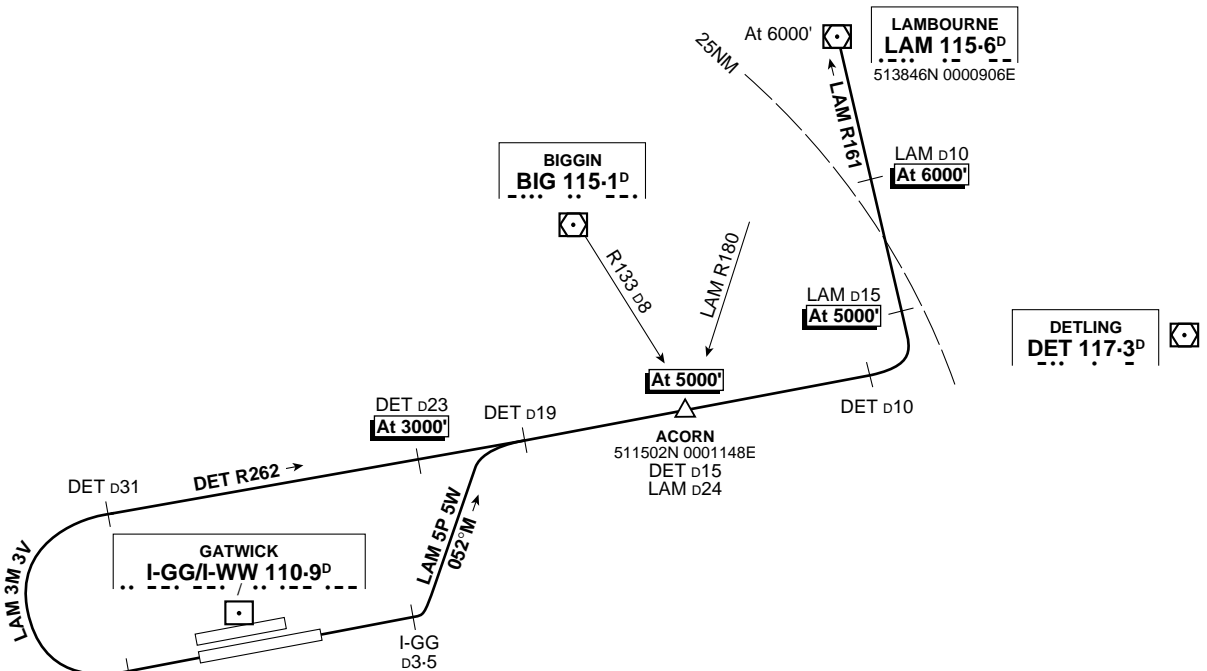 At 6000'
LAMBOURNE
LAM 115·6D
513846N 0000906E
25NM
LAM R161
LAM D10
At 6000'
BIGGIN
BIG 115·1D
R133 D8
LAM R180
LAM D15
At 5000'
DETLING
DET 117·3D
At 5000'
DET D10
DET D23
At 3000'
DET D19
ACORN
511502N 0001148E
DET D15
LAM D24
DET R262
DET D31
LAM 5P 5W
052°M
GATWICK
I-GG/I-WW 110·9D
LAM 3M 3V
I-GG
D3·5